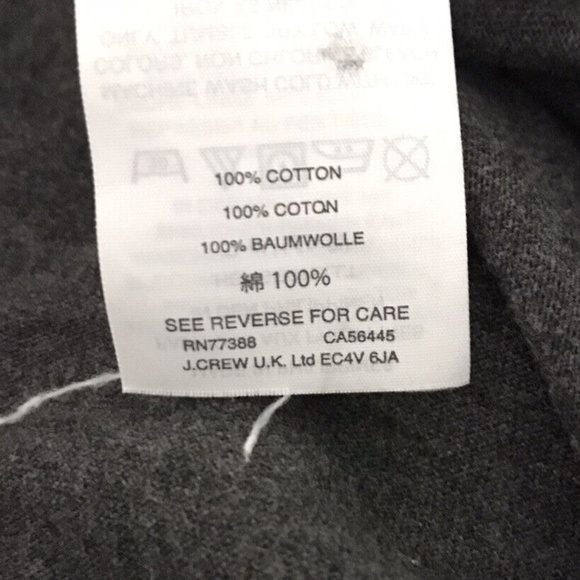 100% COTTON
100% COTON
100% BAUMWOLLE
綿 100%
SEE REVERSE FOR CARE
RN77388 CA56445
J.CREW U.K. Ltd EC4V 6JA